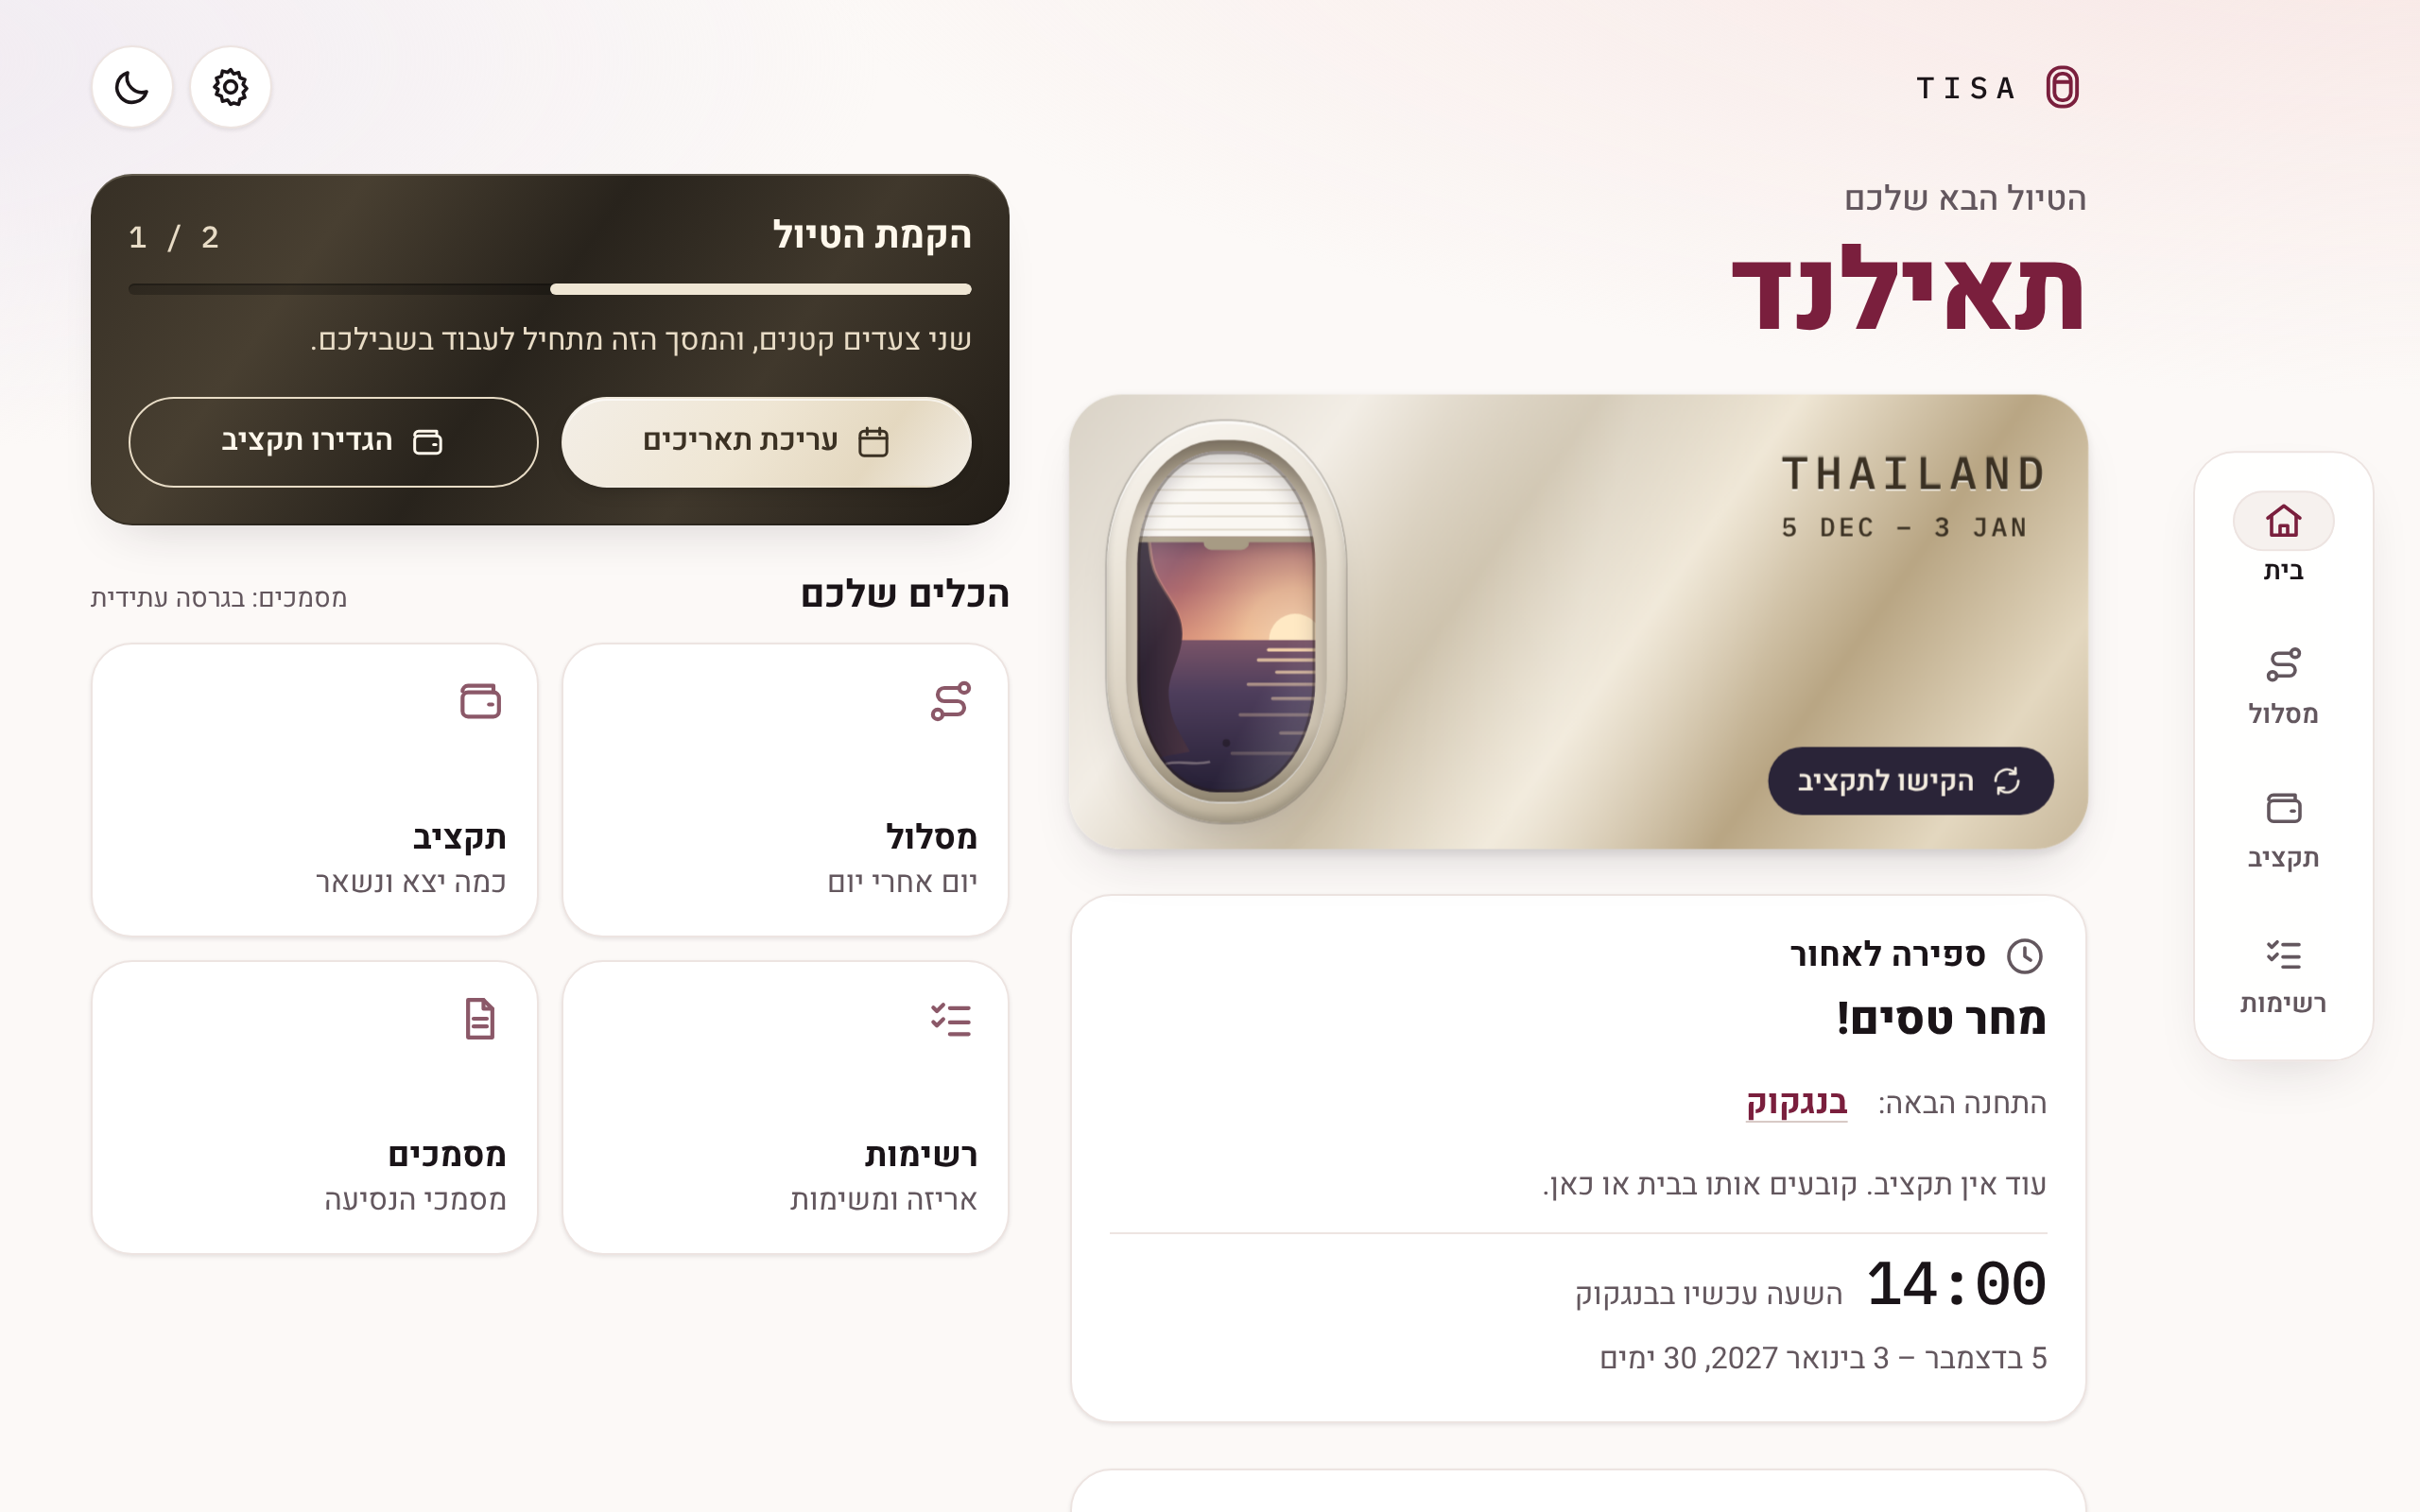 TISA
הטיול הבא שלכם
תאילנד
THAILAND
5 DEC – 3 JAN
הקישו לתקציב
ספירה לאחור
מחר טסים!
התחנה הבאה: בנגקוק
עוד אין תקציב. קובעים אותו בבית או כאן.
14:00 השעה עכשיו בבנגקוק
5 בדצמבר – 3 בינואר 2027, 30 ימים
הקמת הטיול
1 / 2
שני צעדים קטנים, והמסך הזה מתחיל לעבוד בשבילכם.
עריכת תאריכים
הגדירו תקציב
הכלים שלכם
מסמכים: בגרסה עתידית
מסלול
יום אחרי יום
תקציב
כמה יצא ונשאר
רשימות
אריזה ומשימות
מסמכים
מסמכי הנסיעה
בית
מסלול
תקציב
רשימות